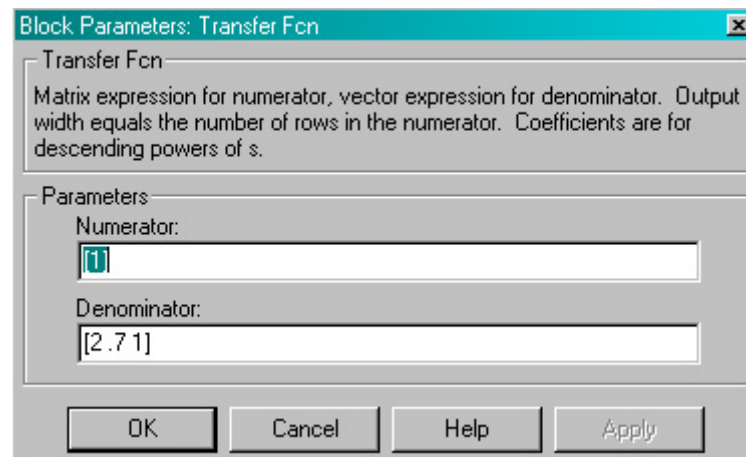 Block Parameters: Transfer Fcn
Transfer Fcn
Matrix expression for numerator, vector expression for denominator. Output
width equals the number of rows in the numerator. Coefficients are for
descending powers of s.
Parameters
Numerator:
[1]
Denominator:
[2 .7 1]
OK Cancel Help Apply